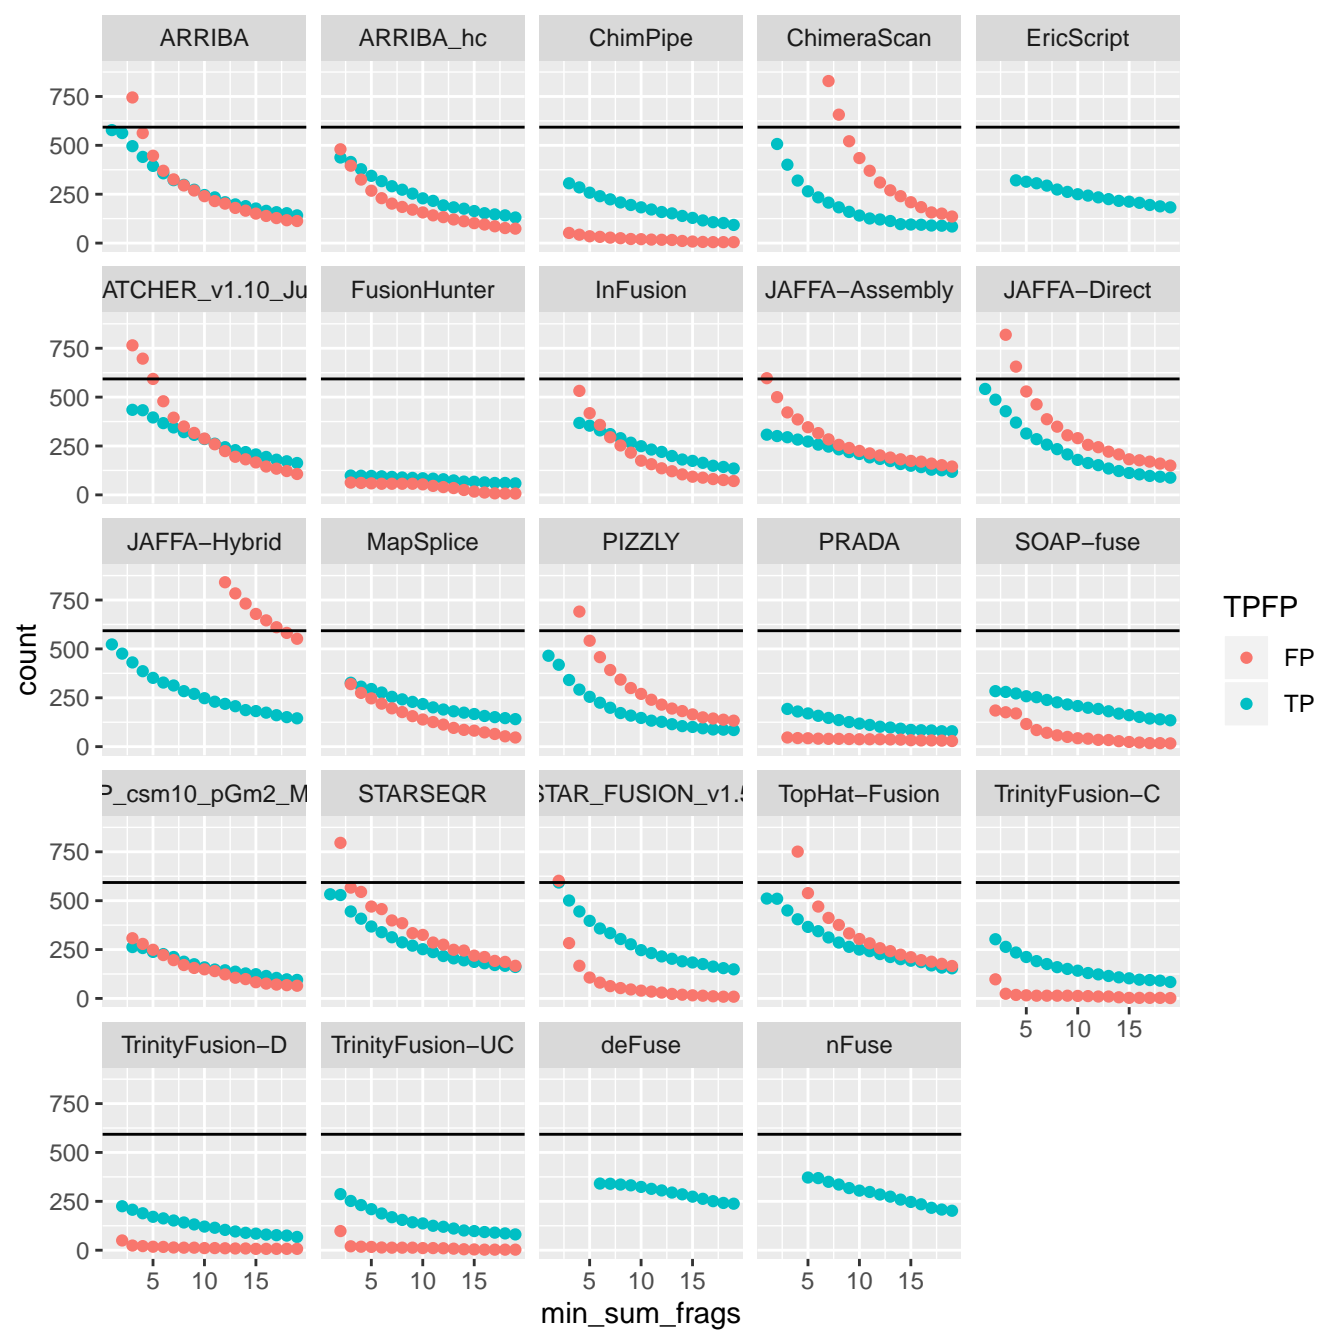 ARRIBA ARRIBA_hc ChimPipe ChimeraScan EricScript
750
500
250
0
ATCHER_v1.10_Ju FusionHunter InFusion JAFFA−Assembly JAFFA−Direct
750
500
250
0
JAFFA−Hybrid MapSplice PIZZLY PRADA SOAP−fuse
750
500
250
0
count
TPFP
FP
TP
P_csm10_pGm2_M STARSEQR STAR_FUSION_v1.5 TopHat−Fusion TrinityFusion−C
750
500
250
0
5 10 15
TrinityFusion−D TrinityFusion−UC deFuse nFuse
750
500
250
0
5 10 15 5 10 15 5 10 15 5 10 15
min_sum_frags